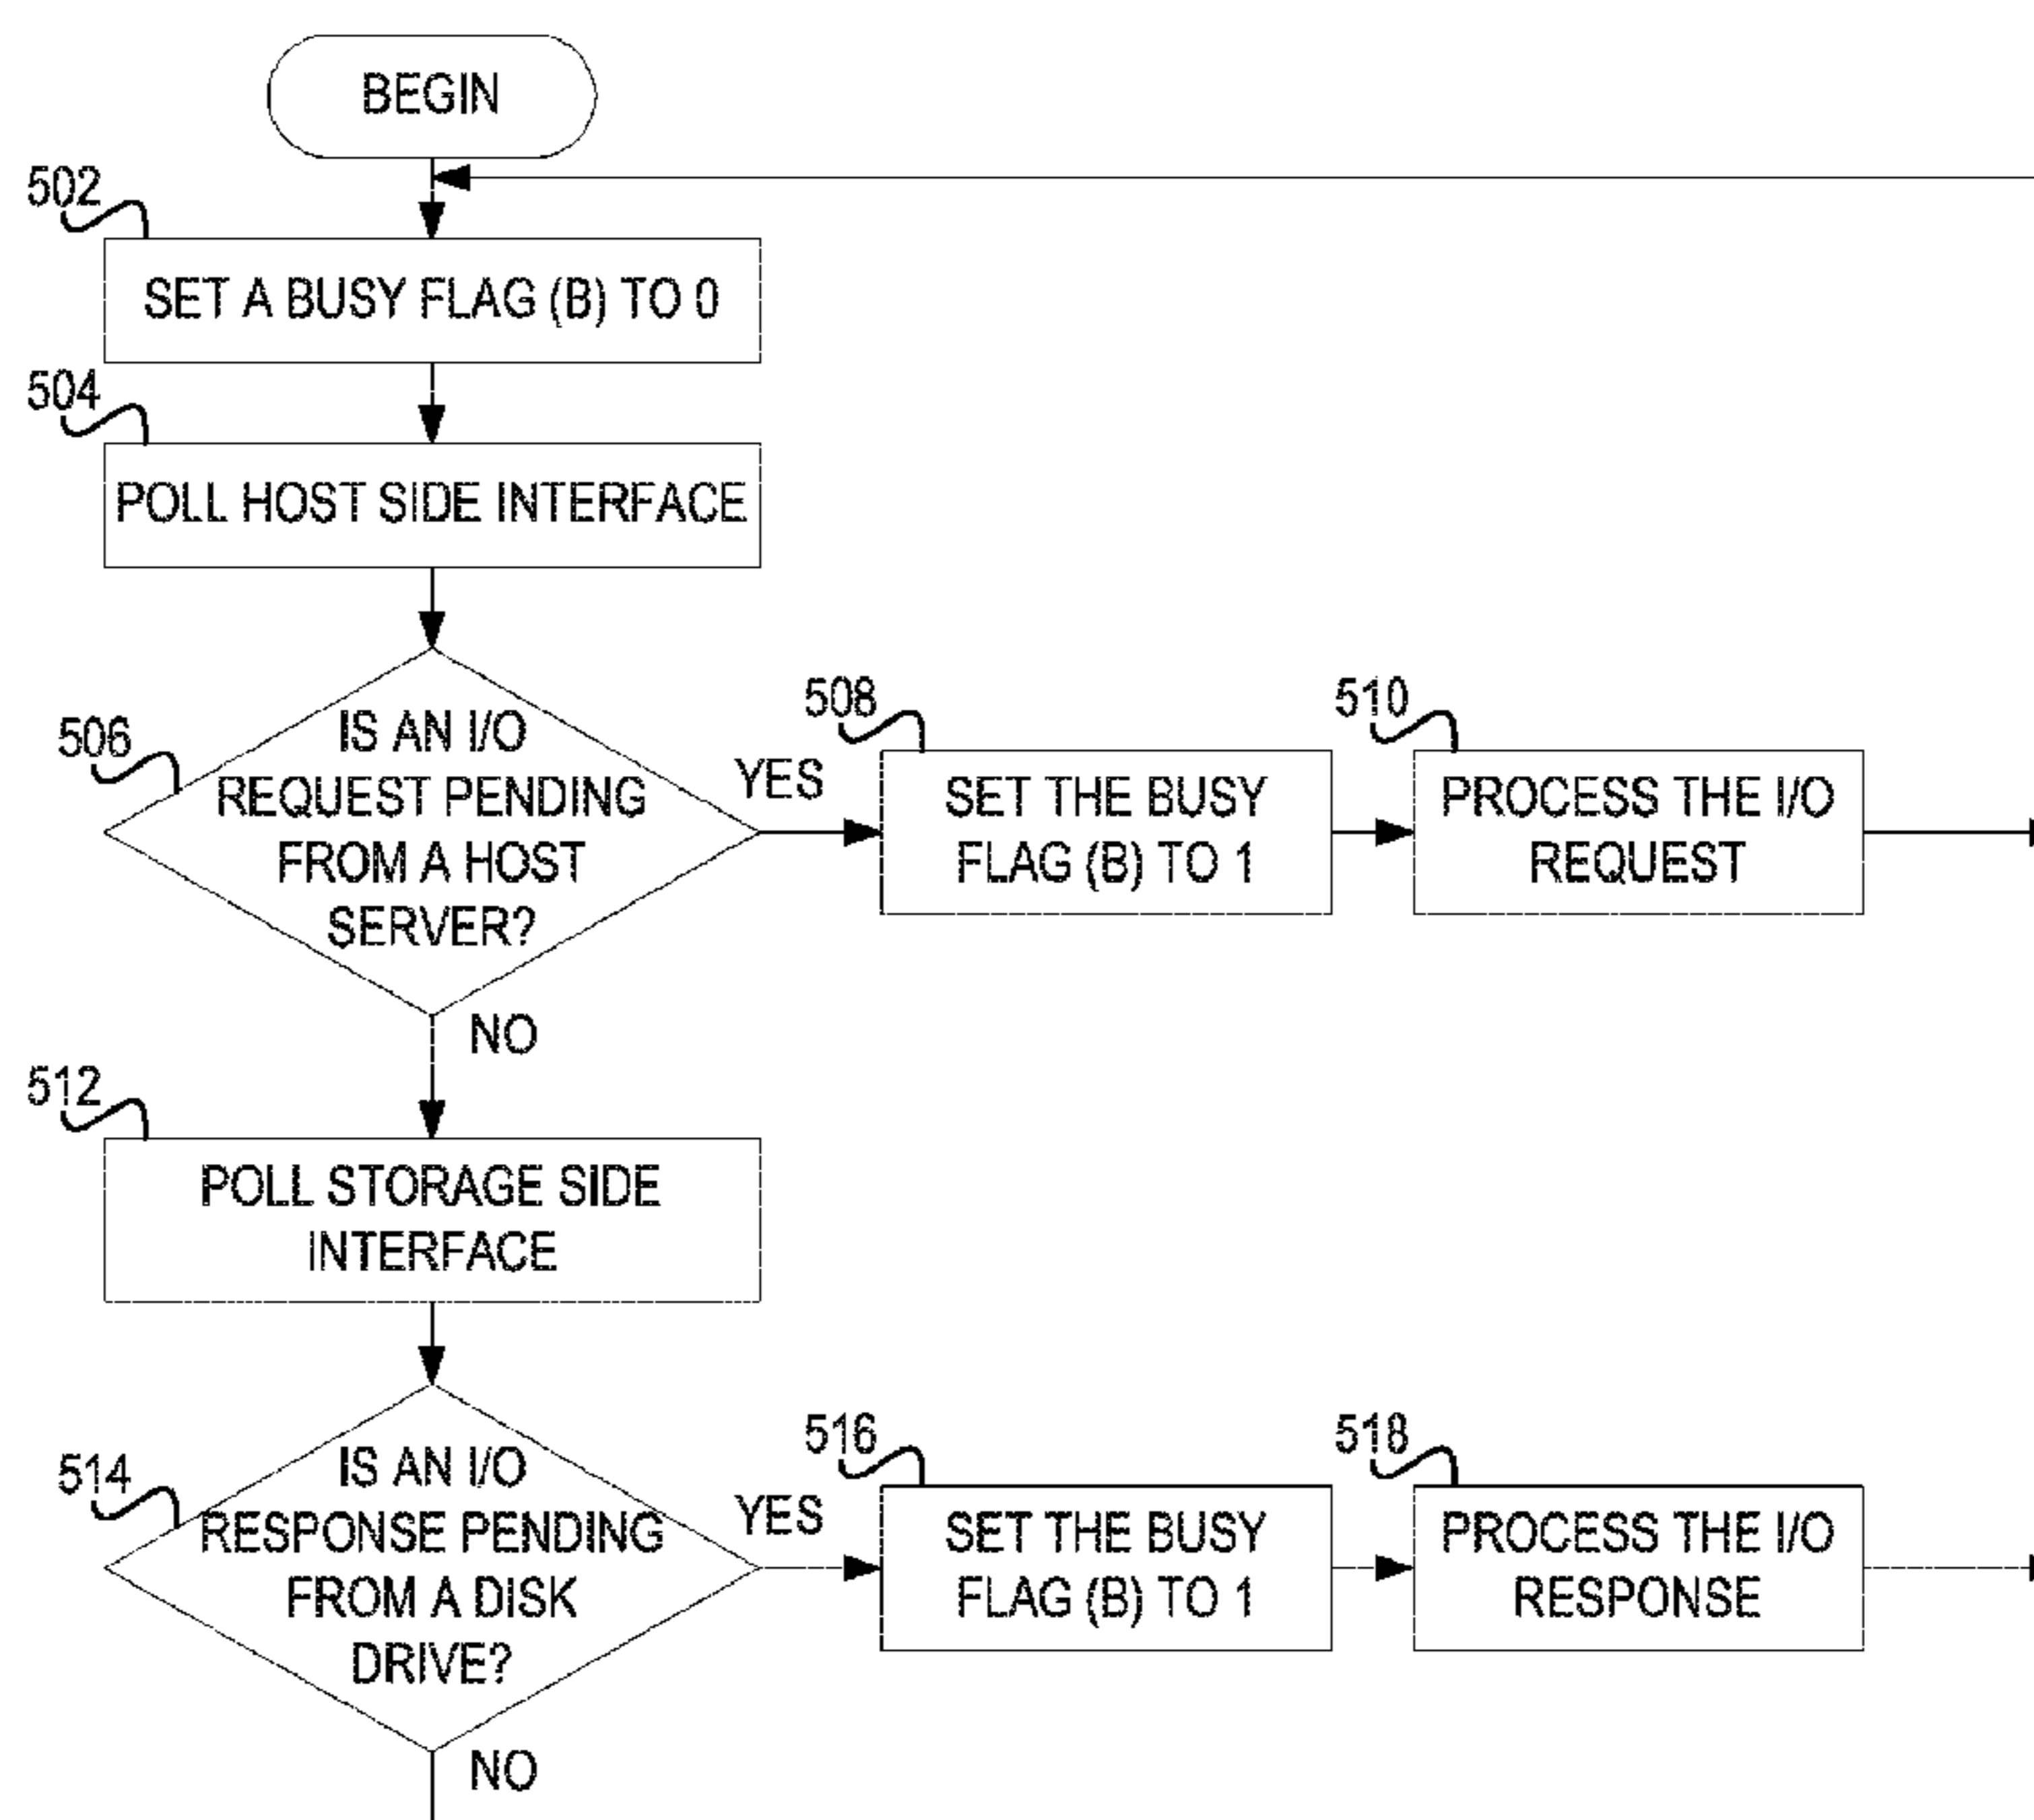 BEGIN
502
SET A BUSY FLAG (B) TO 0
504
POLL HOST SIDE INTERFACE
506
IS AN I/O
REQUEST PENDING
FROM A HOST
SERVER?
YES
508
SET THE BUSY
FLAG (B) TO 1
510
PROCESS THE I/O
REQUEST
NO
512
POLL STORAGE SIDE
INTERFACE
514
IS AN I/O
RESPONSE PENDING
FROM A DISK
DRIVE?
YES
516
SET THE BUSY
FLAG (B) TO 1
518
PROCESS THE I/O
RESPONSE
NO